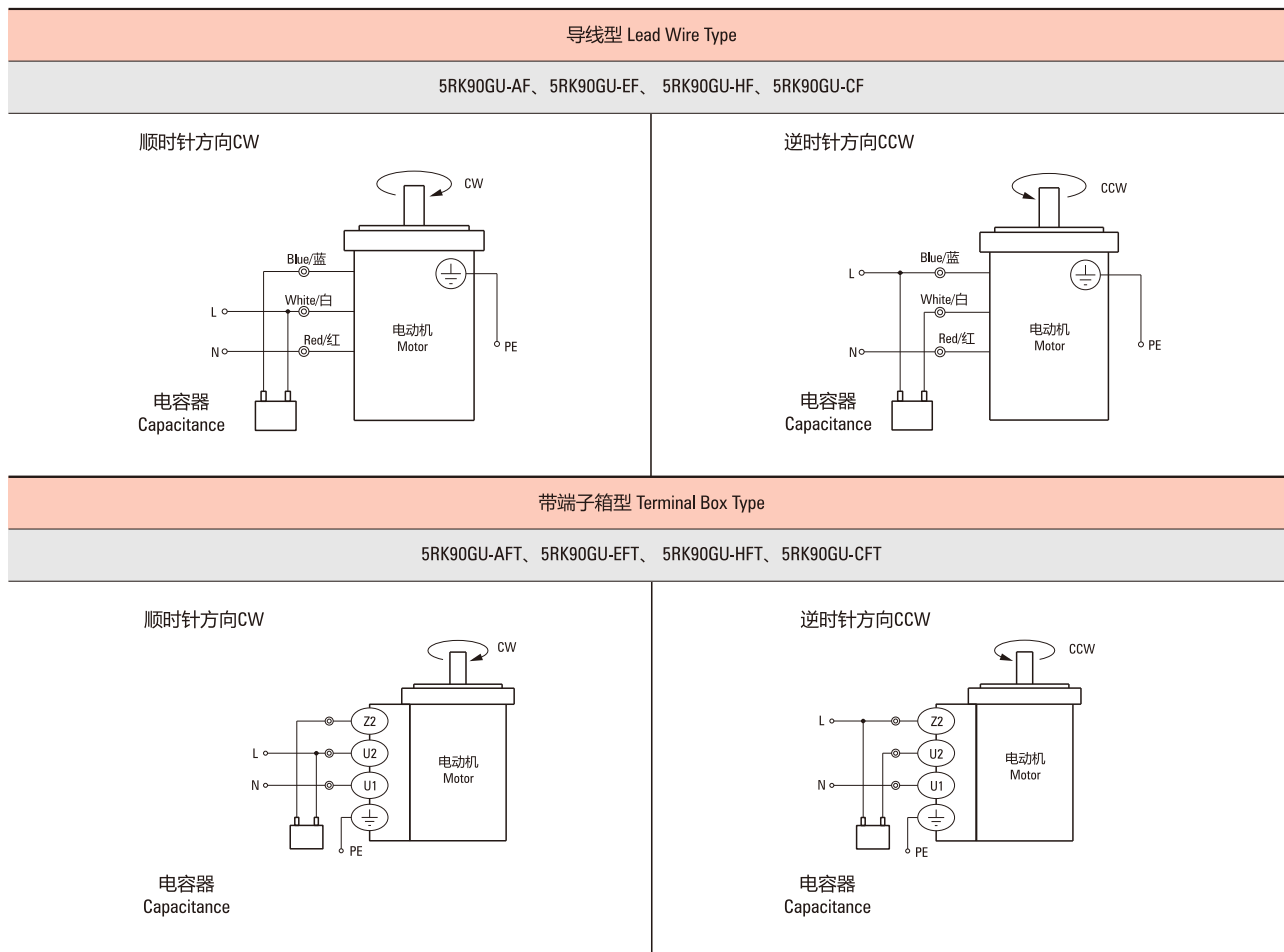 导线型 Lead Wire Type
5RK90GU-AF、5RK90GU-EF、 5RK90GU-HF、5RK90GU-CF
顺时针方向CW
CW
Blue/蓝
White/白
L
Red/红
N
电动机
Motor
PE
电容器
Capacitance
逆时针方向CCW
CCW
Blue/蓝
L
White/白
Red/红
N
电动机
Motor
PE
电容器
Capacitance
带端子箱型 Terminal Box Type
5RK90GU-AFT、5RK90GU-EFT、 5RK90GU-HFT、5RK90GU-CFT
顺时针方向CW
CW
Z2
L
U2
N
U1
电动机
Motor
PE
电容器
Capacitance
逆时针方向CCW
CCW
L
Z2
U2
N
U1
电动机
Motor
PE
电容器
Capacitance